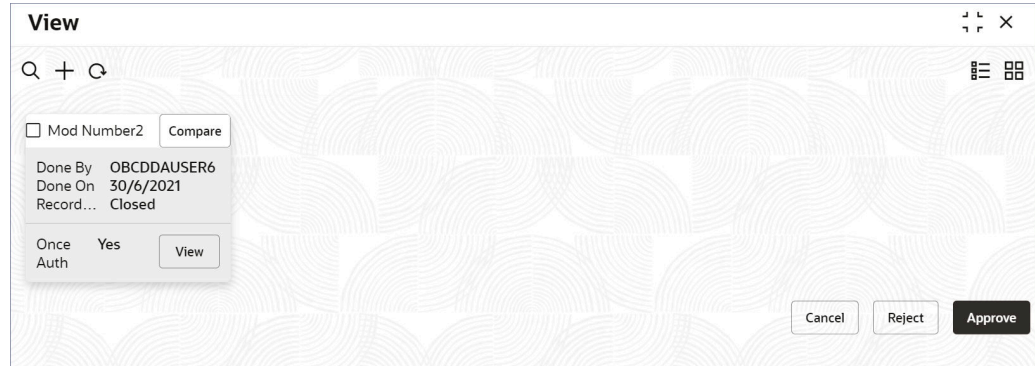 View
Mod Number2 Compare
Done By OBCDDAUSER6
Done On 30/6/2021
Record... Closed
Once Auth Yes View
Cancel Reject Approve